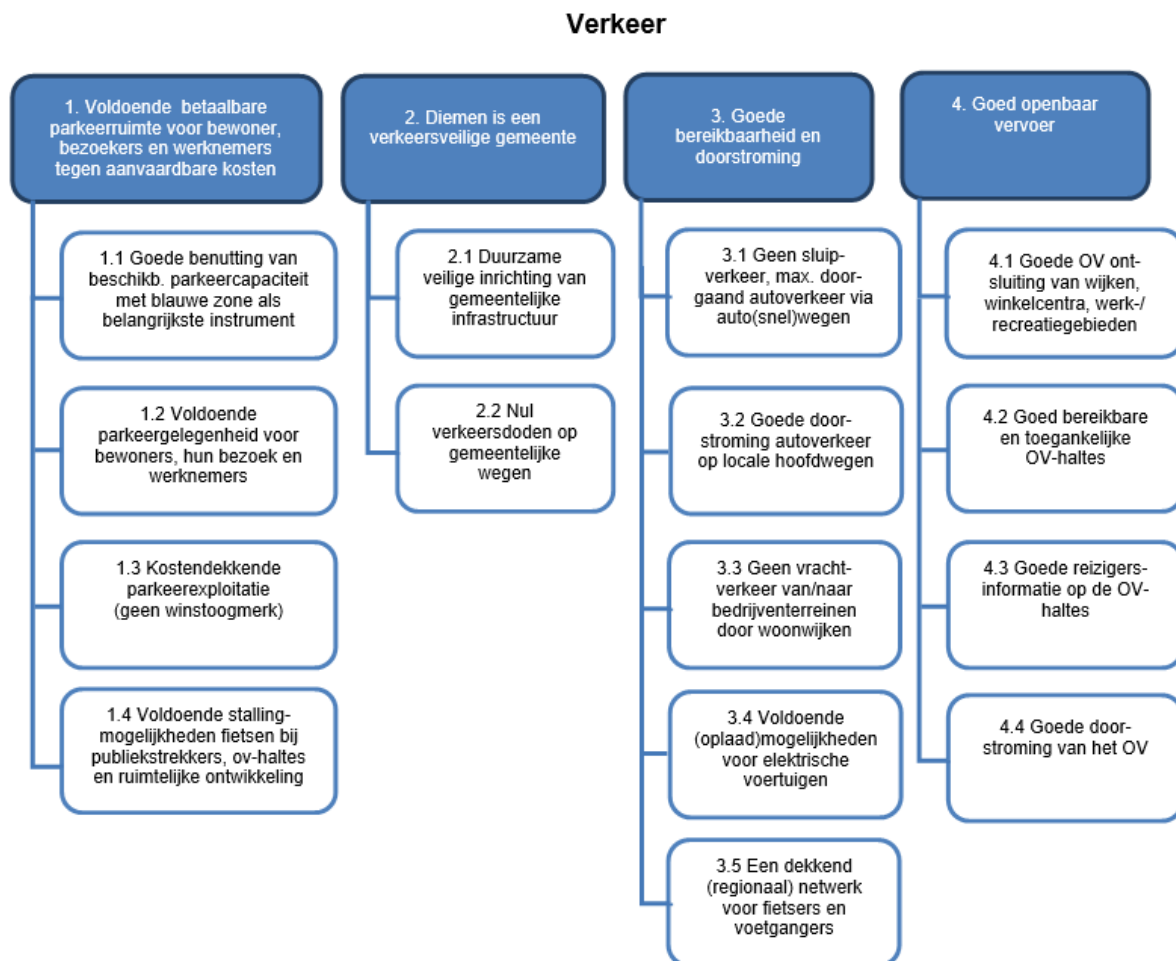 Verkeer
1. Voldoende betaalbare
parkeerruimte voor bewoner,
bezoekers en werknemers
tegen aanvaardbare kosten
1.1 Goede benutting van
beschikb. parkeercapaciteit
met blauwe zone als
belangrijkste instrument
1.2 Voldoende
parkeergelegenheid voor
bewoners, hun bezoek en
werknemers
1.3 Kostendekkende
parkeerexploitatie
(geen winstoogmerk)
1.4 Voldoende stalling-
mogelijkheden fietsen bij
publiekstrekkers, ov-haltes
en ruimtelijke ontwikkeling
2. Diemen is een
verkeersveilige gemeente
2.1 Duurzame
veilige inrichting van
gemeentelijke
infrastructuur
2.2 Nul
verkeersdoden op
gemeentelijke
wegen
3. Goede
bereikbaarheid en
doorstroming
3.1 Geen sluip-
verkeer, max. door-
gaand autoverkeer via
auto(snel)wegen
3.2 Goede door-
stroming autoverkeer
op locale hoofdwegen
3.3 Geen vracht-
verkeer van/naar
bedrijventerreinen
door woonwijken
3.4 Voldoende
(oplaad)mogelijkheden
voor elektrische
voertuigen
3.5 Een dekkend
(regionaal) netwerk
voor fietsers en
voetgangers
4. Goed openbaar
vervoer
4.1 Goede OV ont-
sluiting van wijken,
winkelcentra, werk-/
recreatiegebieden
4.2 Goed bereikbare
en toegankelijke
OV-haltes
4.3 Goede reizigers-
informatie op de OV-
haltes
4.4 Goede door-
stroming van het OV